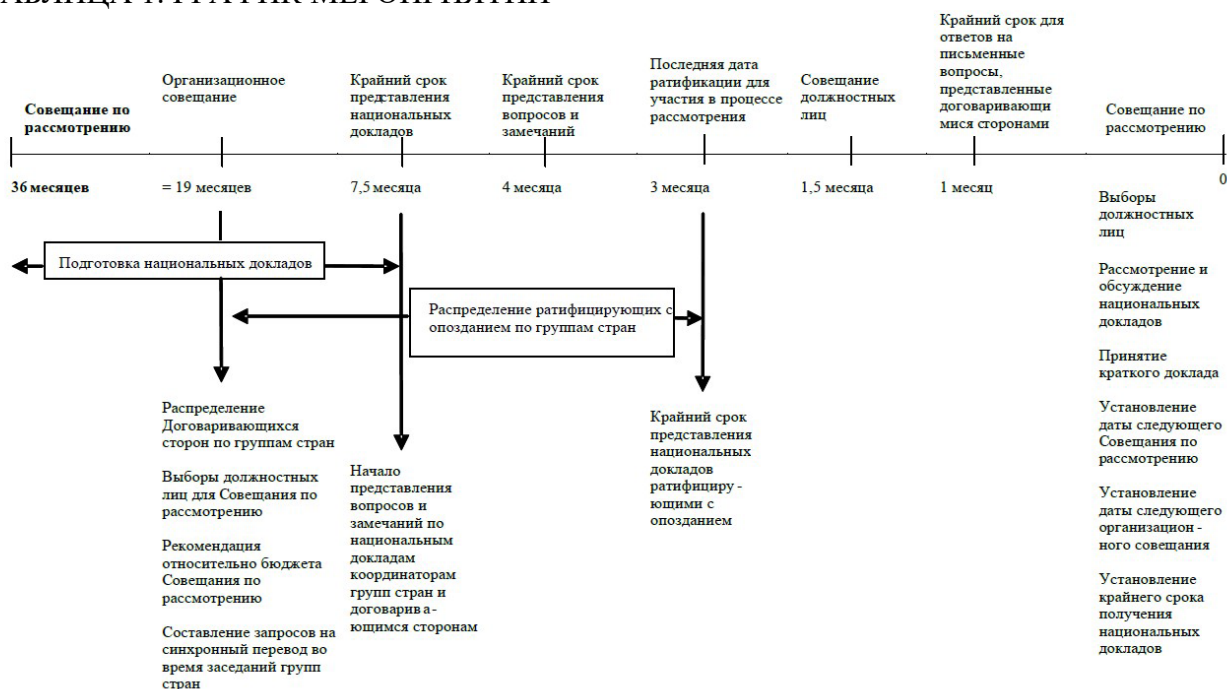 ТАБЛИЦА 1. ГРАФИК МЕРОПРИЯТИЙ
Совещание по
рассмотрению
Организационное
совещание
Крайний срок
представления
национальных
докладов
Крайний срок
представления
вопросов и
замечаний
Последняя дата
ратификации для
участия в процессе
рассмотрения
Совещание
должностных
лиц
Крайний срок для
ответов на
письменные
вопросы,
представленные
договаривающи
мися сторонами
Совещание по
рассмотрению
36 месяцев
= 19 месяцев
7,5 месяца
4 месяца
3 месяца
1,5 месяца
1 месяц
0
Подготовка национальных докладов
Распределение ратифицирующих с
опозданием по группам стран
Распределение
Договаривающихся
сторон по группам стран
Выборы должностных
лиц для Совещания по
рассмотрению
Рекомендация
относительно бюджета
Совещания по
рассмотрению
Составление запросов на
синхронный перевод во
время заседаний групп
стран
Начало
представления
вопросов и
замечаний по
национальным
докладам
координаторам
групп стран и
договарива-
ющимся сторонам
Крайний срок
представления
национальных
докладов
ратифициру -
ющими с
опозданием
Выборы
должностных
лиц
Рассмотрение и
обсуждение
национальных
докладов
Принятие
краткого доклада
Установление
даты следующего
Совещания по
рассмотрению
Установление
даты следующего
организацион -
ного совещания
Установление
крайнего срока
получения
национальных
докладов